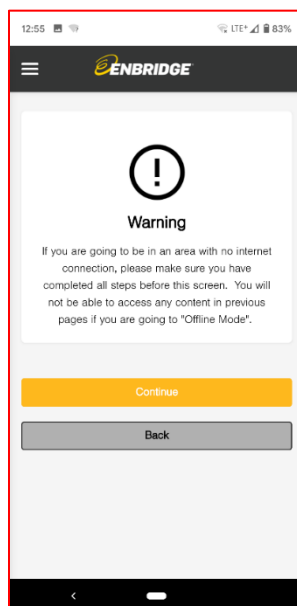 12:55 LTE+ 83%
ENBRIDGE
!
Warning
If you are going to be in an area with no internet
connection, please make sure you have
completed all steps before this screen. You will
not be able to access any content in previous
pages if you are going to "Offline Mode".
Continue
Back